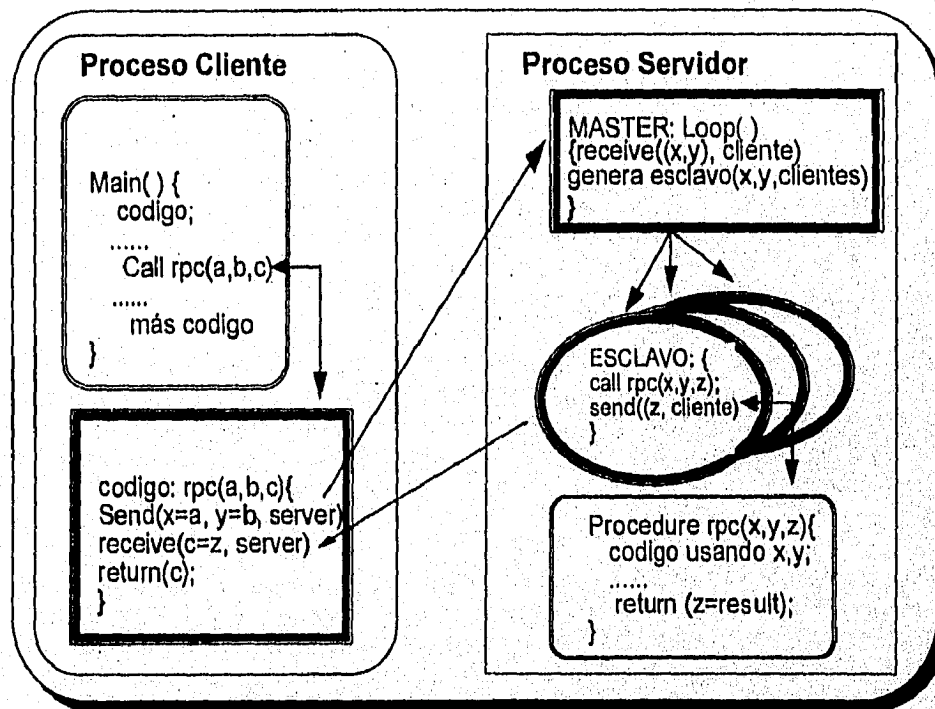 Proceso Cliente
Main( ) {
codigo;
......
Call rpc(a,b,c)
......
más codigo
}
codigo: rpc(a,b,c){
Send(x=a, y=b, server)
receive(c=z, server)
return(c);
}
Proceso Servidor
MASTER: Loop( )
{receive((x,y), cliente)
genera esclavo(x,y,clientes)
}
ESCLAVO: {
call rpc(x,y,z);
send((z, cliente)
}
Procedure rpc(x,y,z){
codigo usando x,y;
......
return (z=result);
}